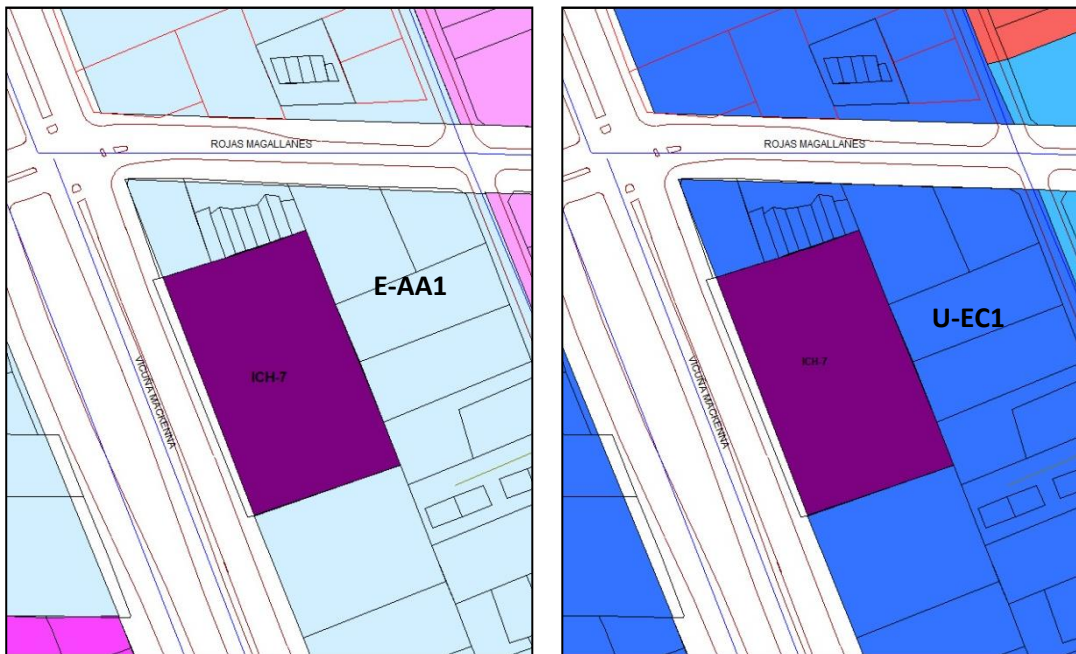 ROJAS MAGALLANES
E-AA1
ICH-7
VICUÑA MACKENNA
ROJAS MAGALLANES
U-EC1
ICH-7
VICUÑA MACKENNA